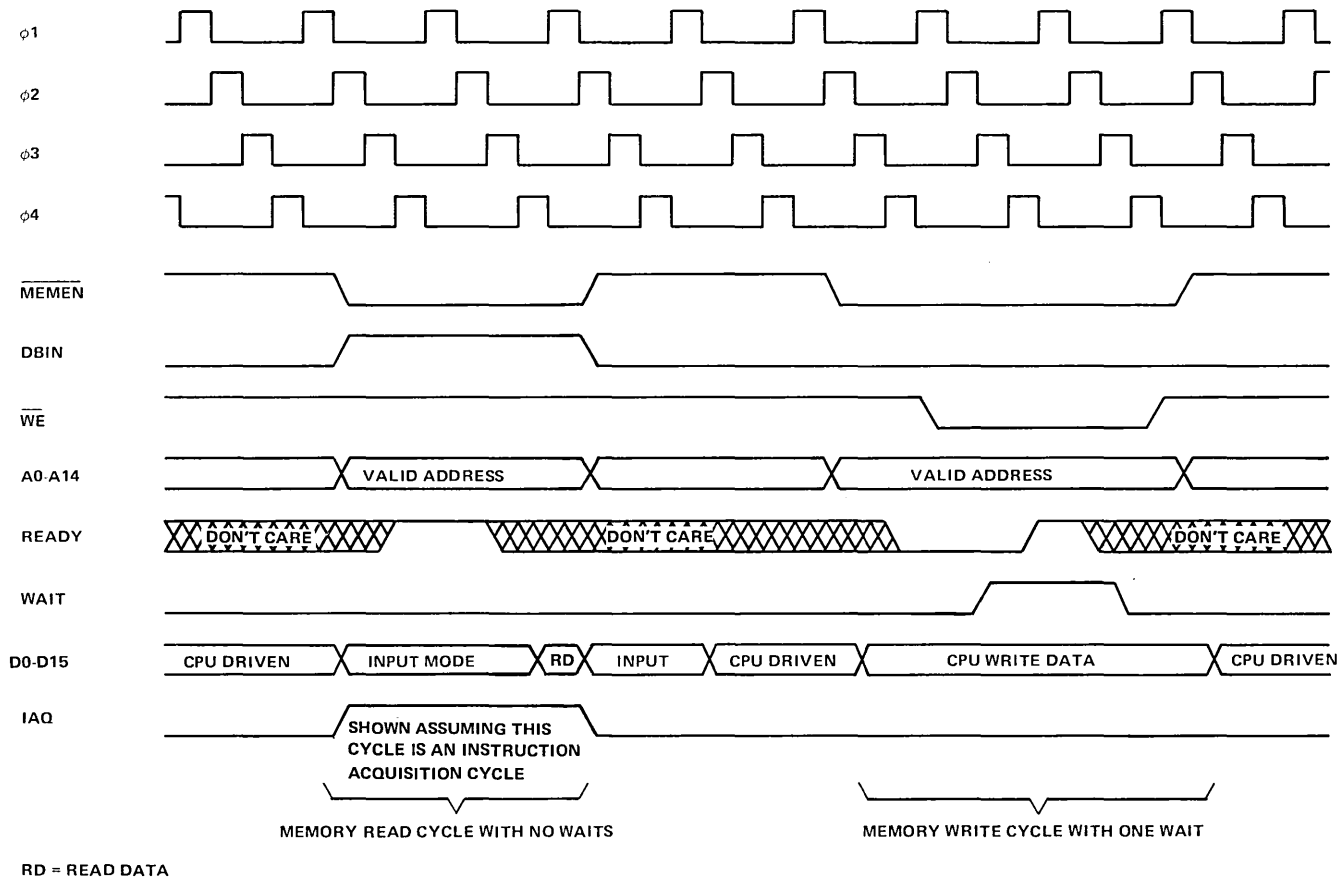 φ1
φ2
φ3
φ4
MEMEN
DBIN
WE
A0-A14 VALID ADDRESS VALID ADDRESS
READY DON'T CARE DON'T CARE DON'T CARE
WAIT
D0-D15 CPU DRIVEN INPUT MODE RD INPUT CPU DRIVEN CPU WRITE DATA CPU DRIVEN
IAQ
SHOWN ASSUMING THIS
CYCLE IS AN INSTRUCTION
ACQUISITION CYCLE
MEMORY READ CYCLE WITH NO WAITS MEMORY WRITE CYCLE WITH ONE WAIT
RD = READ DATA